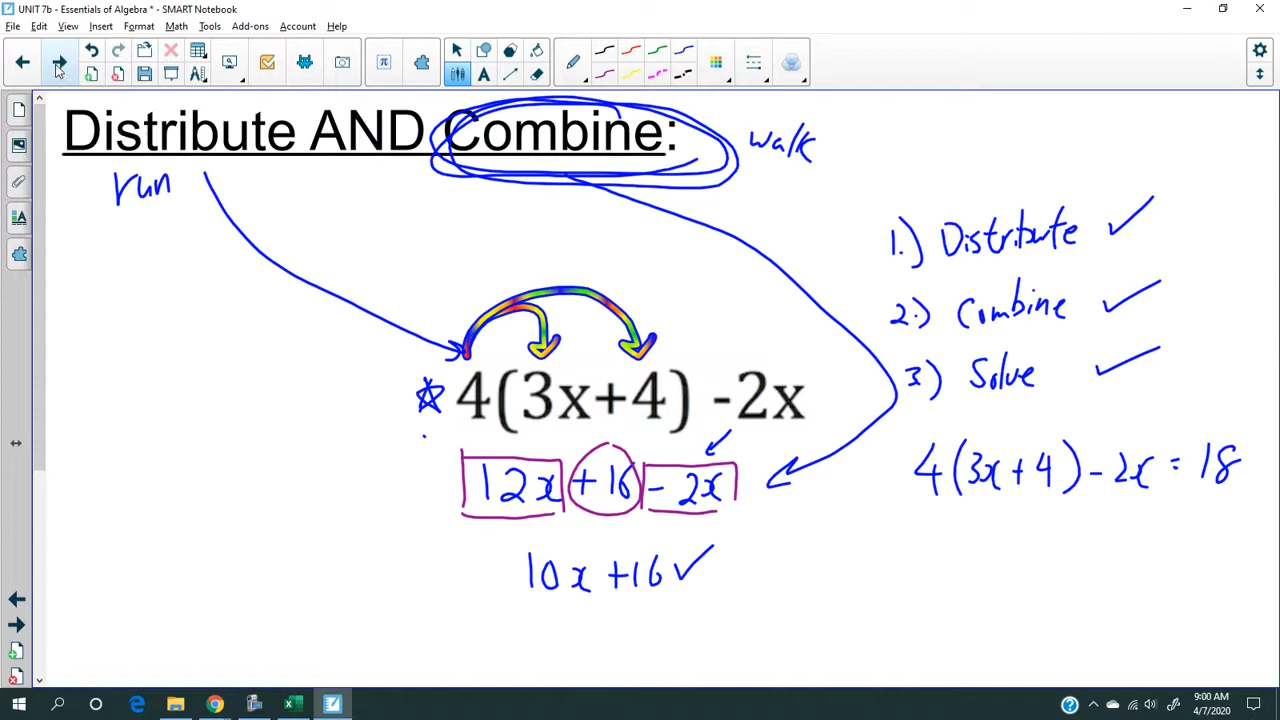 UNIT 7b - Essentials of Algebra * - SMART Notebook
File Edit View Insert Format Math Tools Add-ons Account Help
Distribute AND Combine:
walk
run
1.) Distribute ✓
2.) Combine ✓
3) Solve ✓
4(3x+4) -2x
12x +16 - 2x
4(3x+4)-2x=18
10x+16 ✓
9:00 AM
4/7/2020